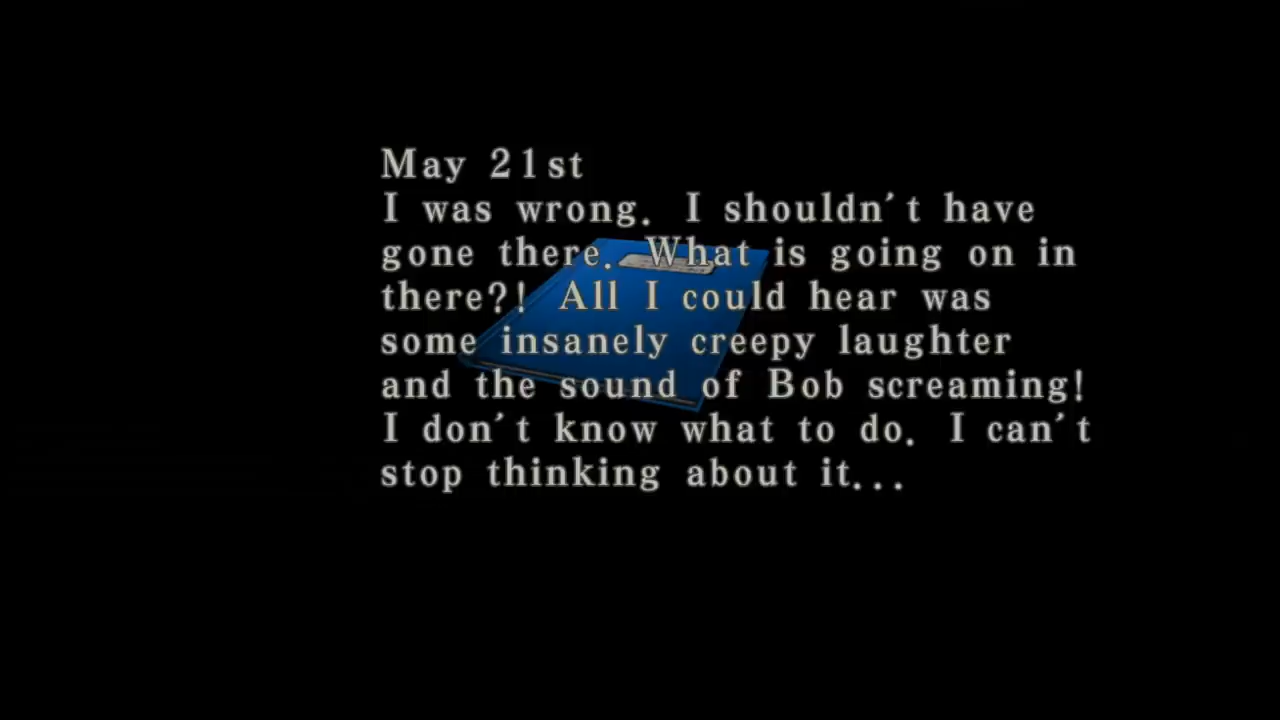 May 21st
I was wrong. I shouldn't have
gone there. What is going on in
there?! All I could hear was
some insanely creepy laughter
and the sound of Bob screaming!
I don't know what to do. I can't
stop thinking about it...